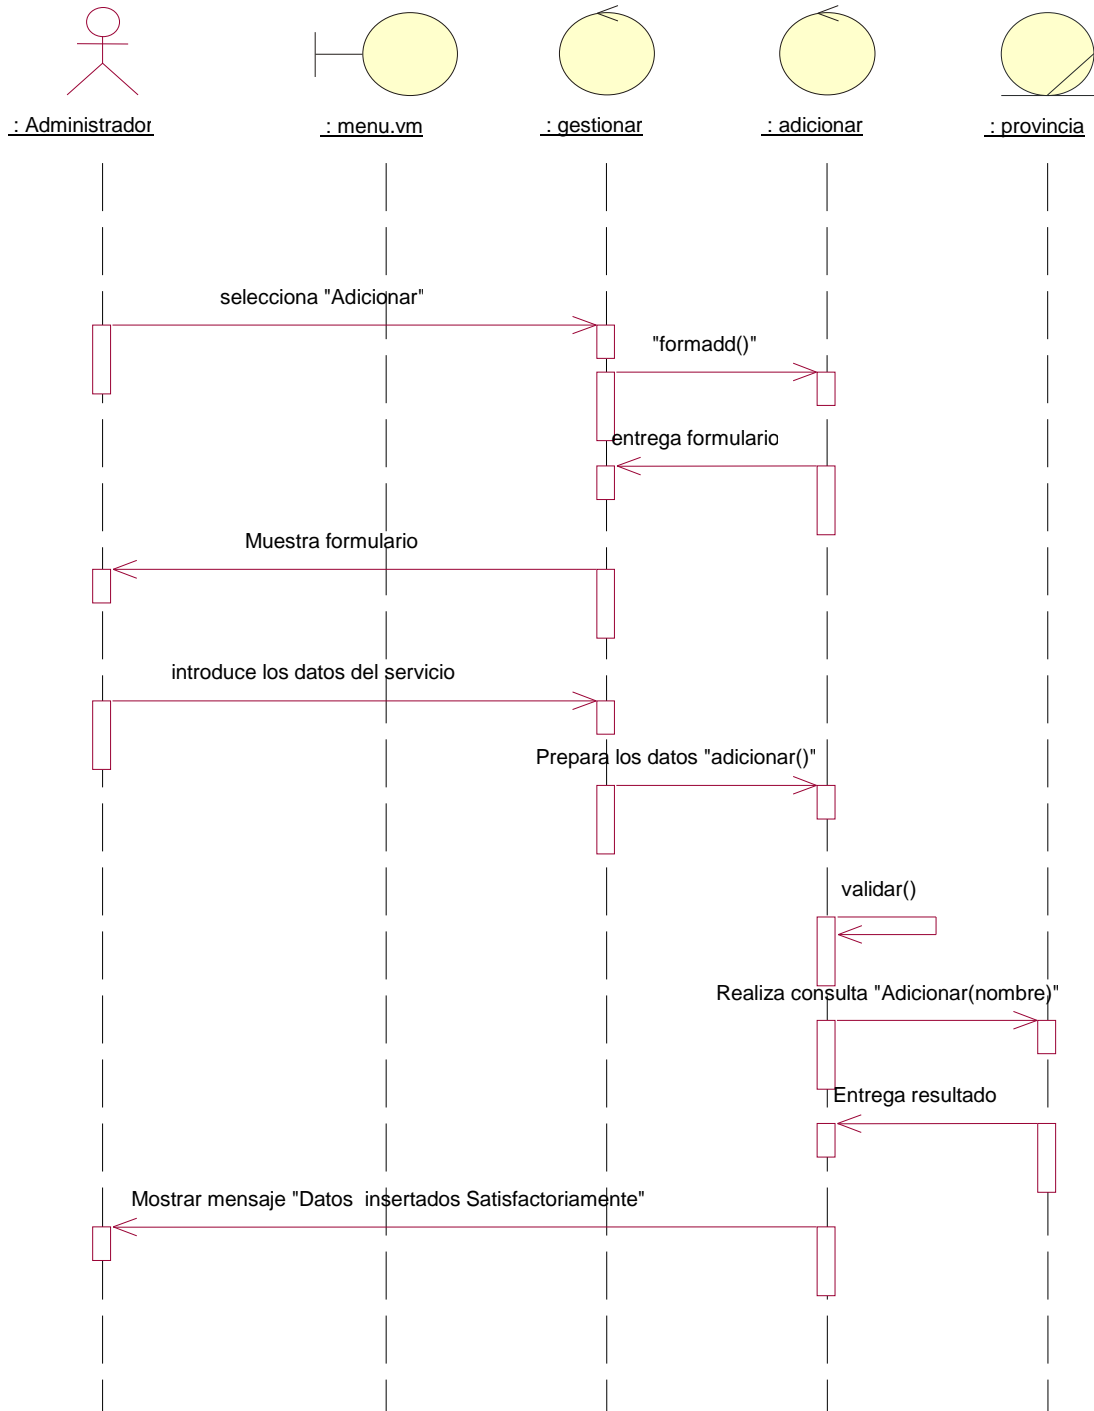 : Administrador
: menu.vm
: gestionar
: adicionar
: provincia
selecciona "Adicionar"
"formadd()"
entrega formulario
Muestra formulario
introduce los datos del servicio
Prepara los datos "adicionar()"
validar()
Realiza consulta "Adicionar(nombre)"
Entrega resultado
Mostrar mensaje "Datos  insertados Satisfactoriamente"